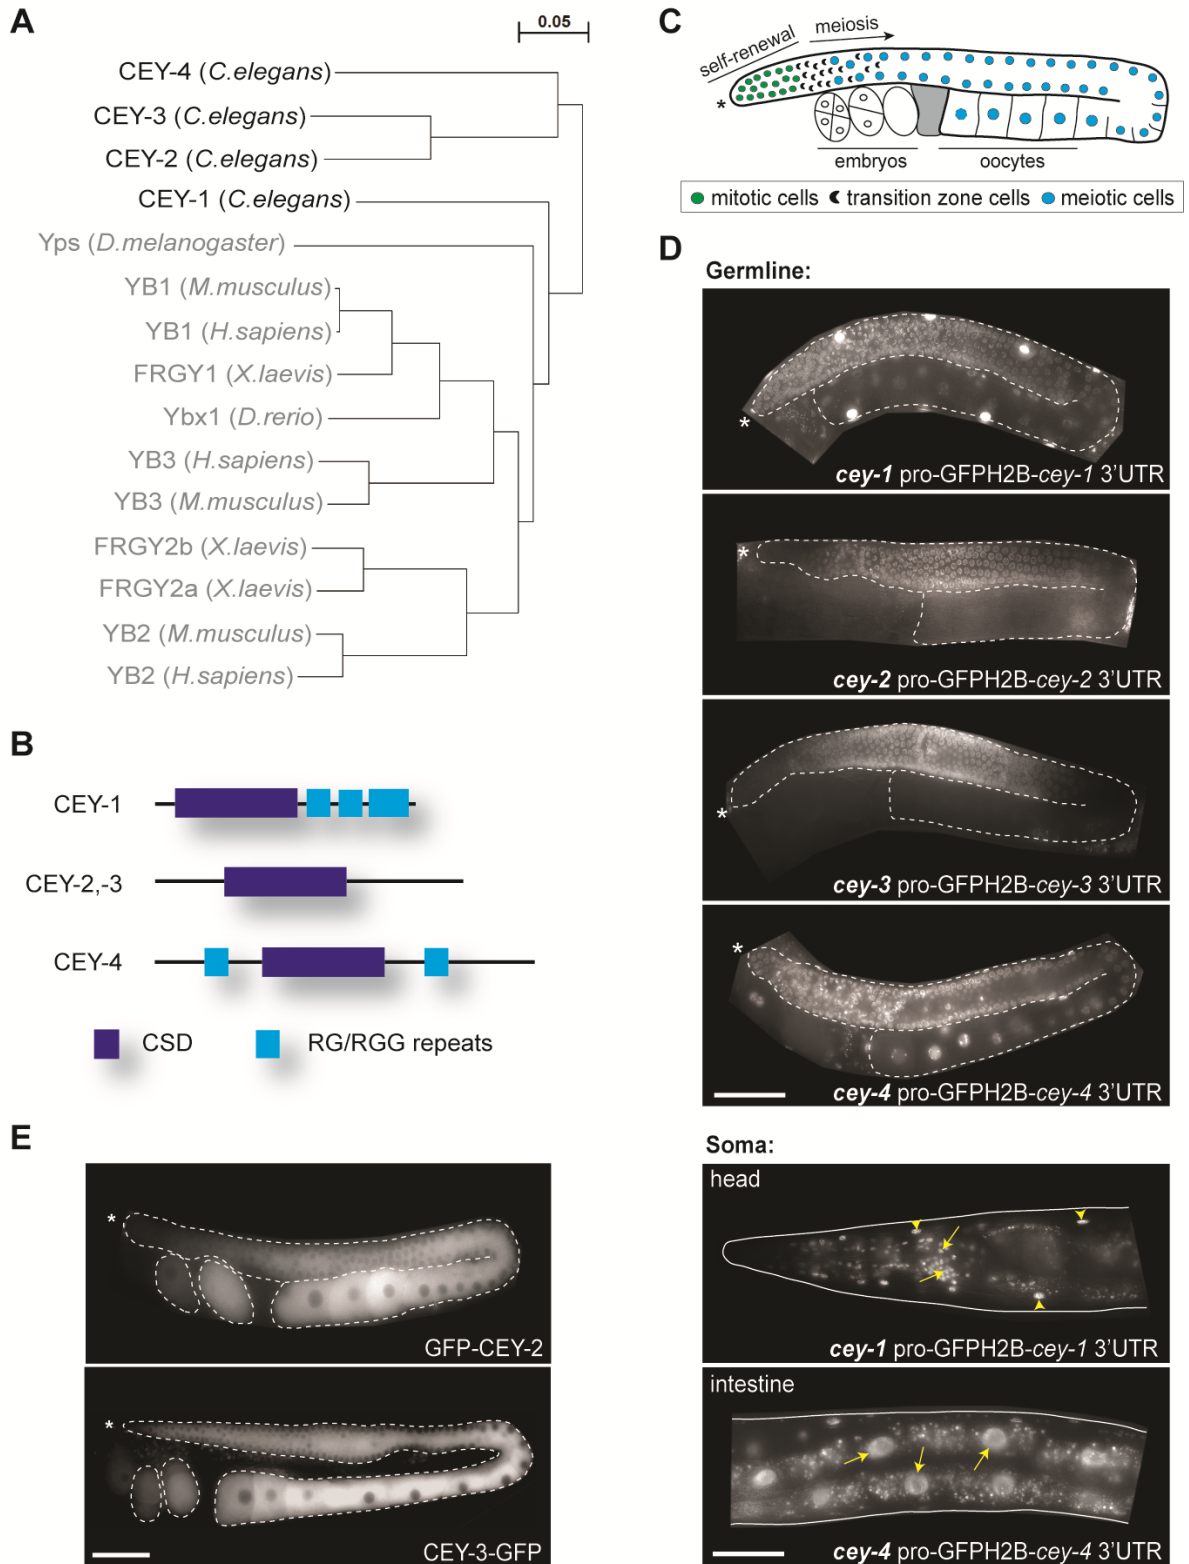 A
0.05
CEY-4 (C.elegans)
CEY-3 (C.elegans)
CEY-2 (C.elegans)
CEY-1 (C.elegans)
Yps (D.melanogaster)
YB1 (M.musculus)
YB1 (H.sapiens)
FRGY1 (X.laevis)
Ybx1 (D.rerio)
YB3 (H.sapiens)
YB3 (M.musculus)
FRGY2b (X.laevis)
FRGY2a (X.laevis)
YB2 (M.musculus)
YB2 (H.sapiens)
B
CEY-1
CEY-2,-3
CEY-4
CSD
RG/RGG repeats
C
self-renewal
meiosis
*
embryos
oocytes
mitotic cells
transition zone cells
meiotic cells
D
Germline:
*
cey-1 pro-GFPH2B-cey-1 3'UTR
*
cey-2 pro-GFPH2B-cey-2 3'UTR
*
cey-3 pro-GFPH2B-cey-3 3'UTR
*
cey-4 pro-GFPH2B-cey-4 3'UTR
Soma:
head
cey-1 pro-GFPH2B-cey-1 3'UTR
intestine
cey-4 pro-GFPH2B-cey-4 3'UTR
E
*
GFP-CEY-2
*
CEY-3-GFP